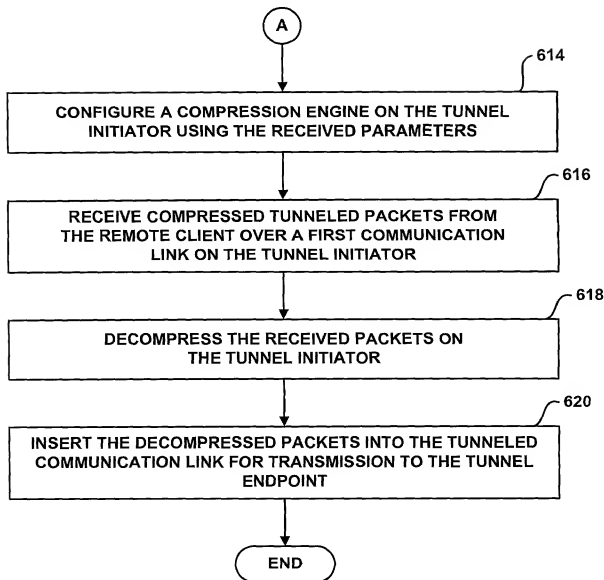 A
614
CONFIGURE A COMPRESSION ENGINE ON THE TUNNEL
INITIATOR USING THE RECEIVED PARAMETERS
616
RECEIVE COMPRESSED TUNNELED PACKETS FROM
THE REMOTE CLIENT OVER A FIRST COMMUNICATION
LINK ON THE TUNNEL INITIATOR
618
DECOMPRESS THE RECEIVED PACKETS ON
THE TUNNEL INITIATOR
620
INSERT THE DECOMPRESSED PACKETS INTO THE TUNNELED
COMMUNICATION LINK FOR TRANSMISSION TO THE TUNNEL
ENDPOINT
END